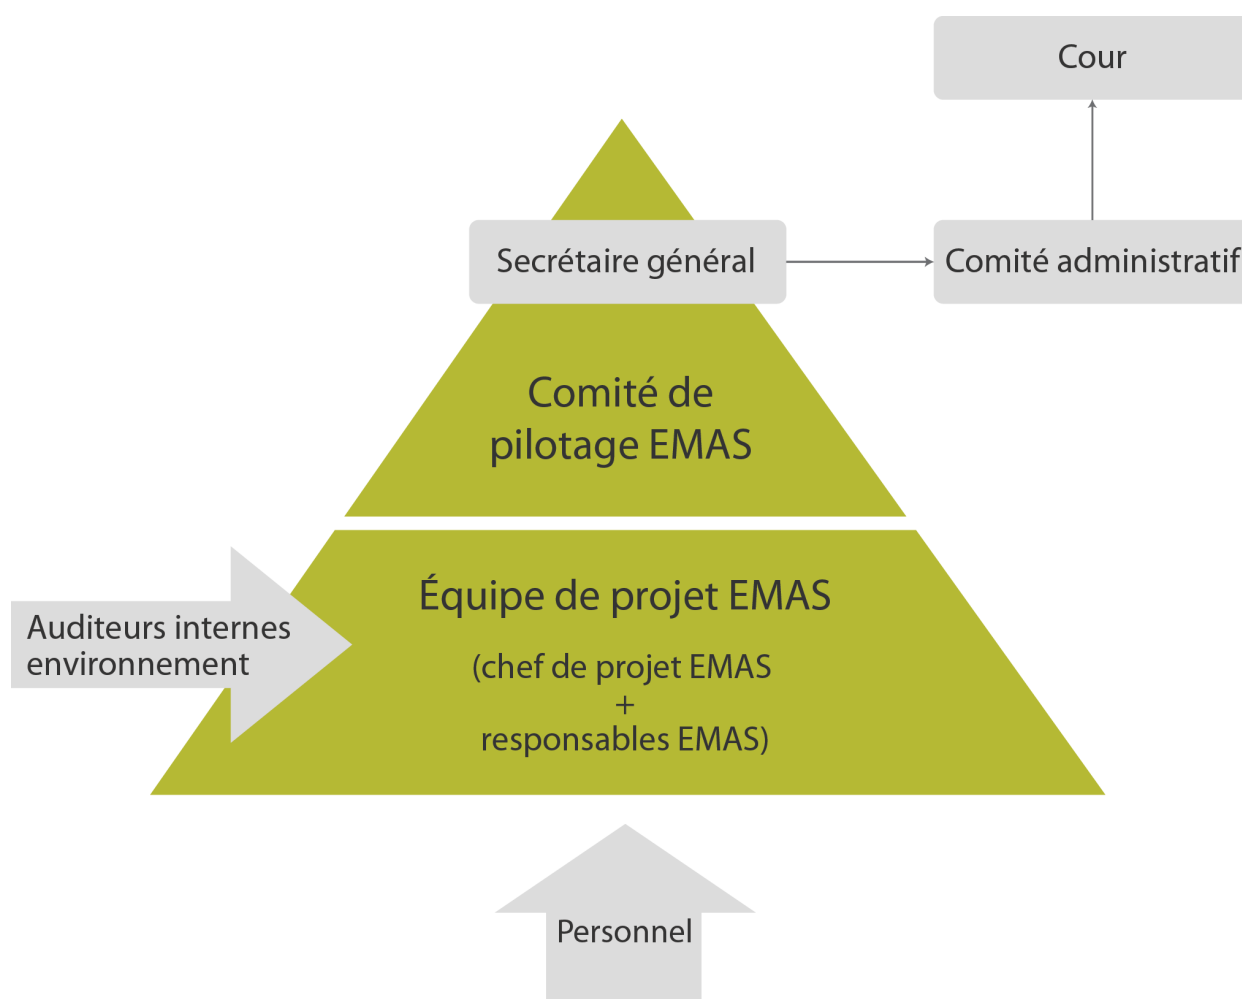 Cour
Secrétaire général
Comité administratif
Comité de
pilotage EMAS
Équipe de projet EMAS
(chef de projet EMAS
+
responsables EMAS)
Auditeurs internes
environnement
Personnel